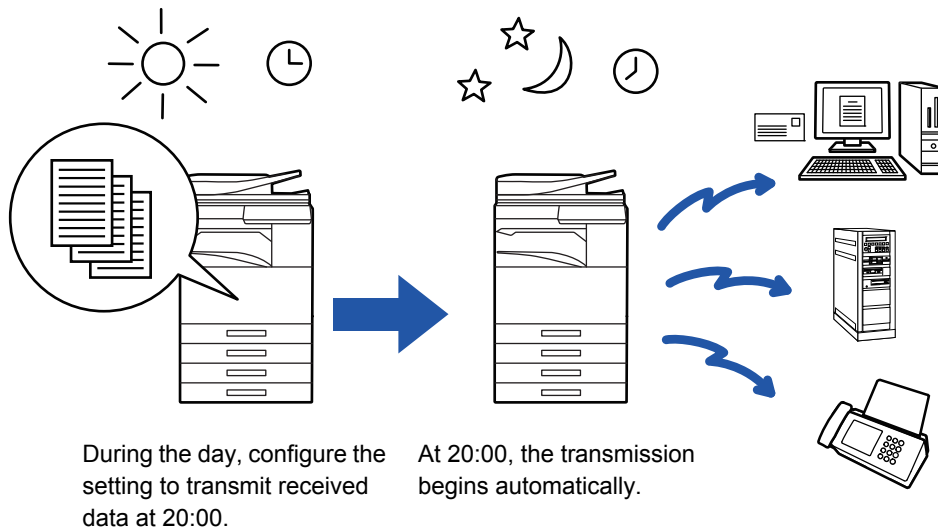 During the day, configure the
setting to transmit received
data at 20:00.
At 20:00, the transmission
begins automatically.